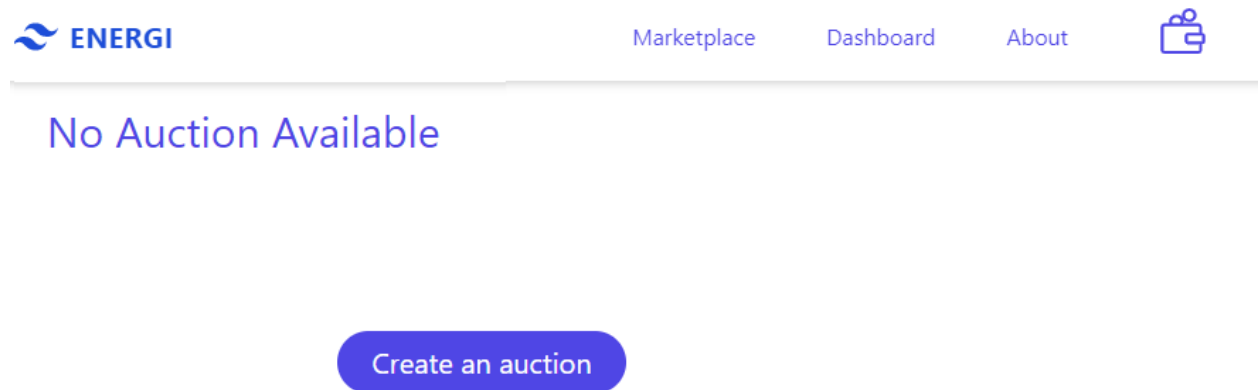 ENERGI Marketplace Dashboard About
No Auction Available
Create an auction